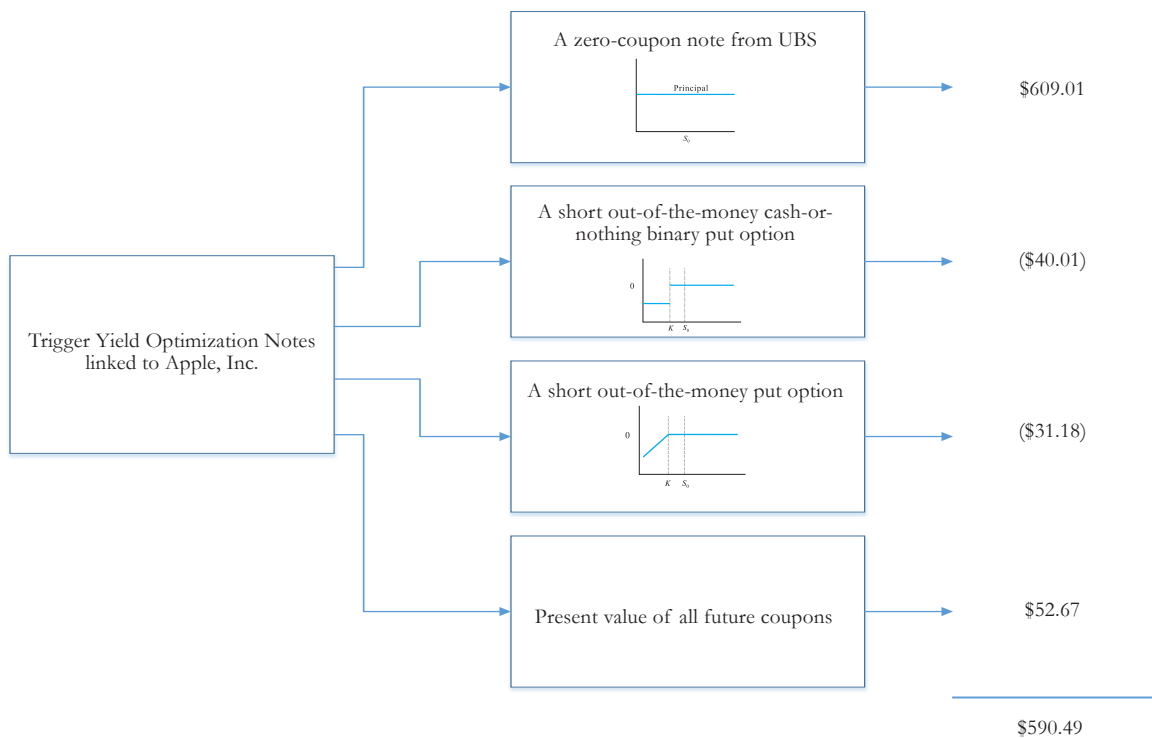 A zero-coupon note from UBS
Principal
S₀
$609.01
A short out-of-the-money cash-or-
nothing binary put option
0
K
S₀
($40.01)
Trigger Yield Optimization Notes
linked to Apple, Inc.
A short out-of-the-money put option
0
K
S₀
($31.18)
Present value of all future coupons
$52.67
$590.49